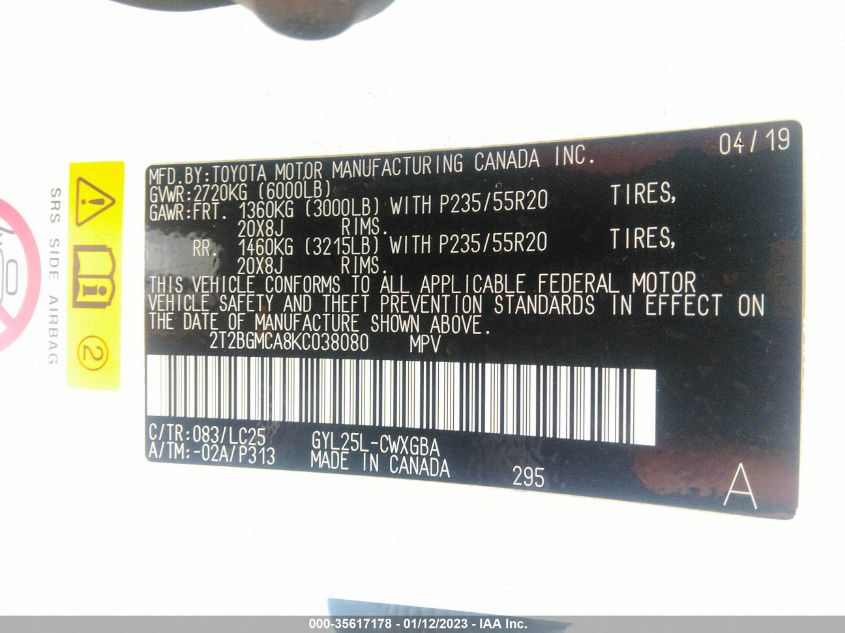 04/19
MFD.BY:TOYOTA MOTOR MANUFACTURING CANADA INC.
GVWR:2720KG (6000LB)
GAWR:FRT. 1360KG (3000LB) WITH P235/55R20 TIRES,
20X8J RIMS.
RR. 1460KG (3215LB) WITH P235/55R20 TIRES,
20X8J RIMS.
THIS VEHICLE CONFORMS TO ALL APPLICABLE FEDERAL MOTOR
VEHICLE SAFETY AND THEFT PREVENTION STANDARDS IN EFFECT ON
THE DATE OF MANUFACTURE SHOWN ABOVE.
2T2BGMCA8KC038080 MPV
C/TR:083/LC25 GYL25L-CWXGBA
A/TM:-02A/P313 MADE IN CANADA 295
A
SRS SIDE AIRBAG
2
000-35617178 - 01/12/2023 - IAA Inc.